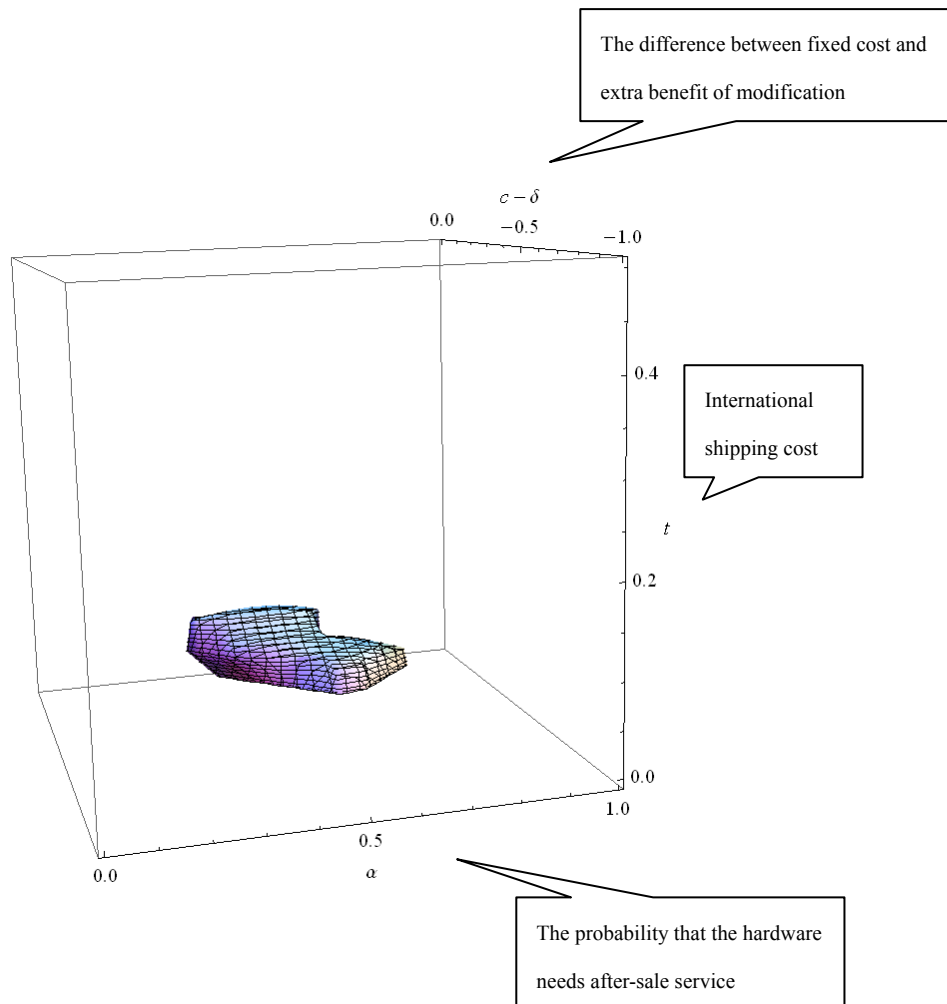 The difference between fixed cost and
extra benefit of modification
c − δ
0.0
−0.5
−1.0
0.4
International
shipping cost
t
0.2
0.0
1.0
0.5
0.0
α
The probability that the hardware
needs after-sale service